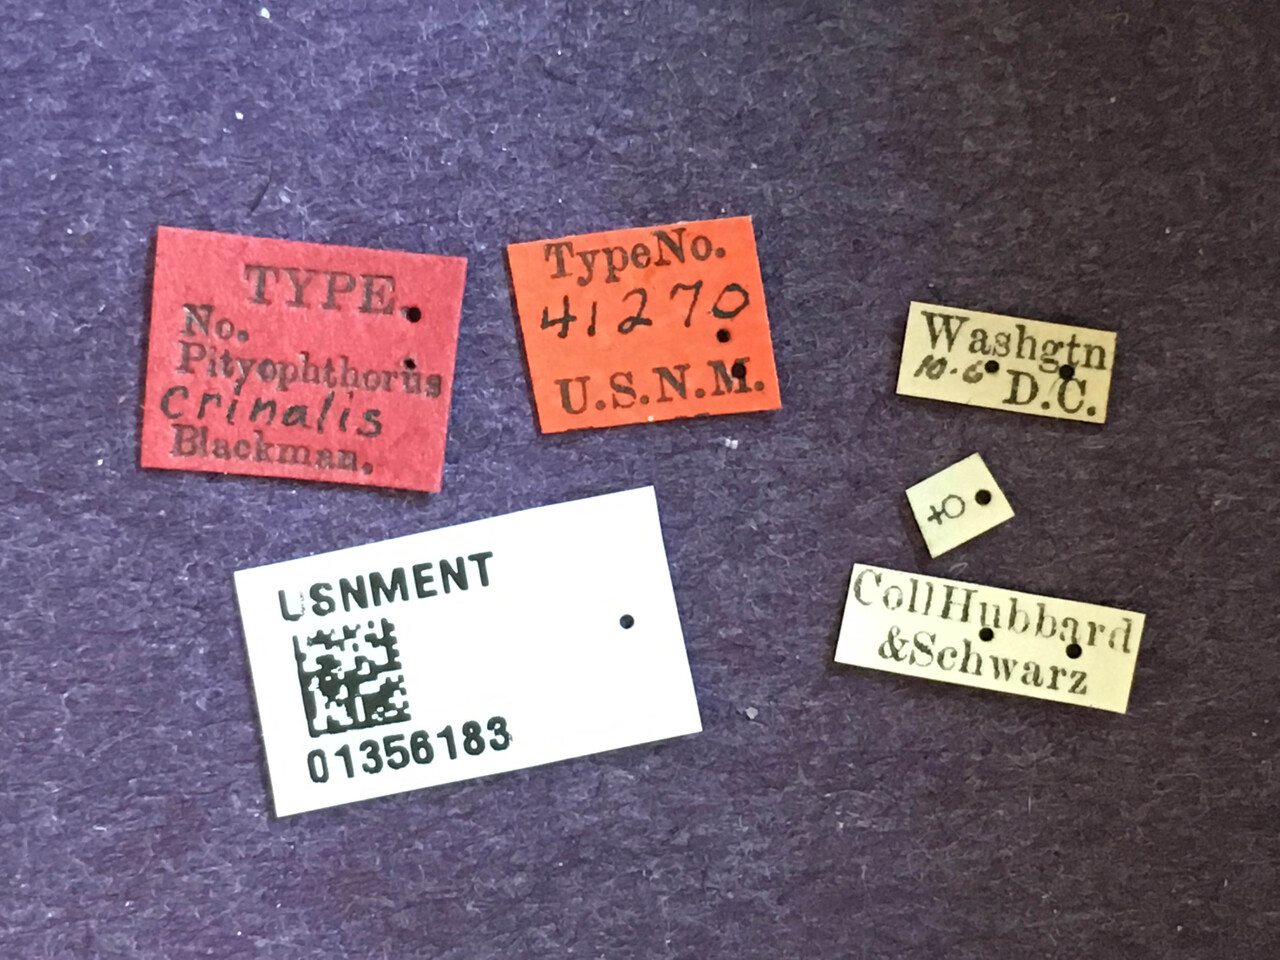 TYPE.
No.
Pityophthorus
Crinalis
Blackman.
TypeNo.
41270
U.S.N.M.
Washgtn
10.6 D.C.
♀
CollHubbard
&Schwarz
USNMENT
01356183